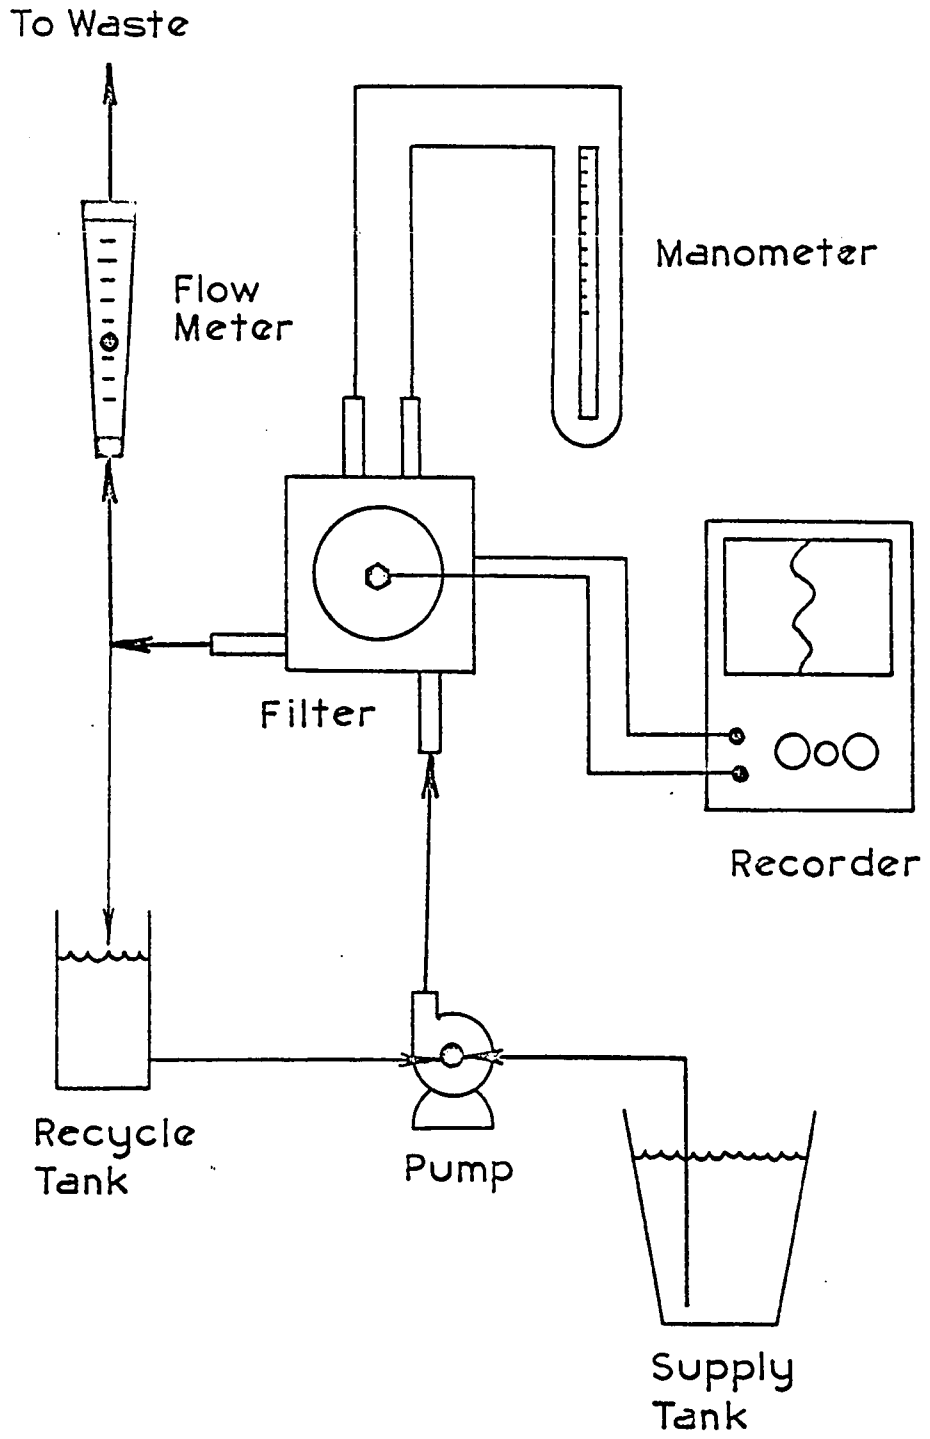 To Waste
Manometer
Flow
Meter
Filter
Recorder
Recycle
Tank
Pump
Supply
Tank